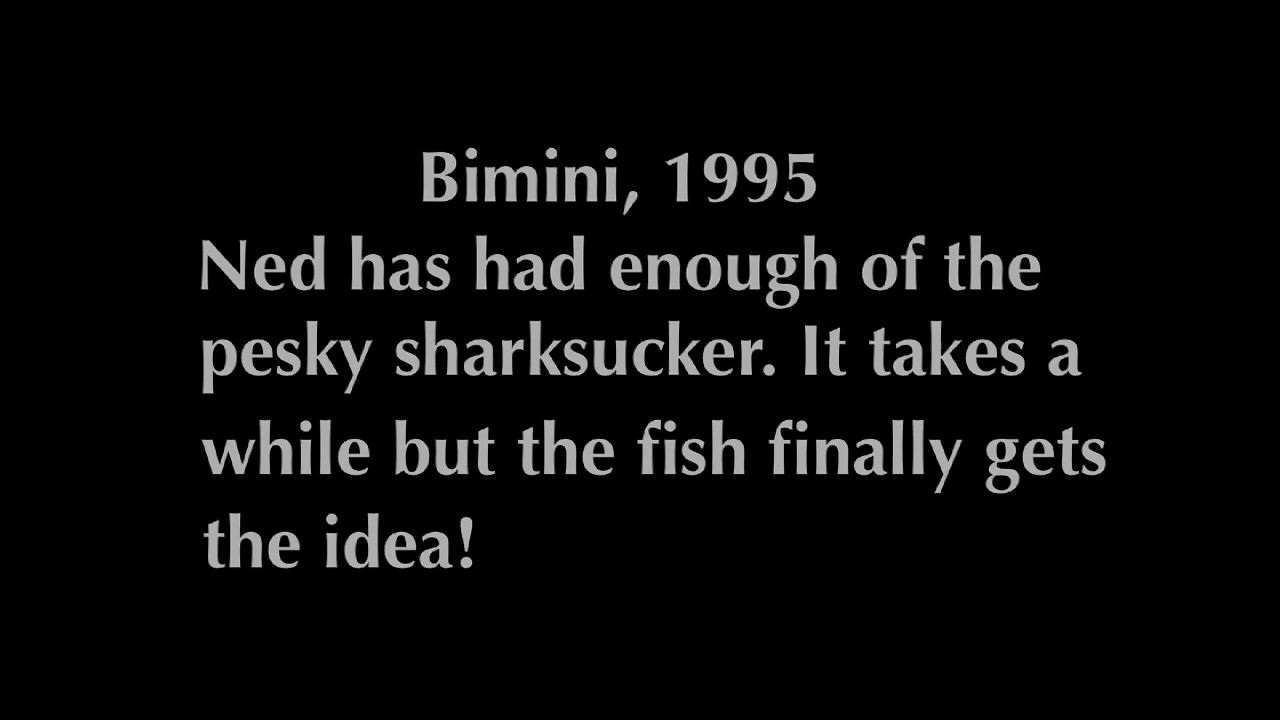 Bimini, 1995
Ned has had enough of the
pesky sharksucker. It takes a
while but the fish finally gets
the idea!